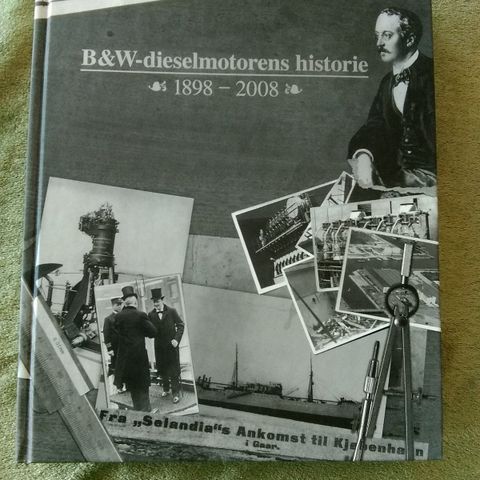 B&W-dieselmotorens historie
1898 – 2008
Fra „Selandia“s Ankomst til Kjøbenhavn
i Gaar.